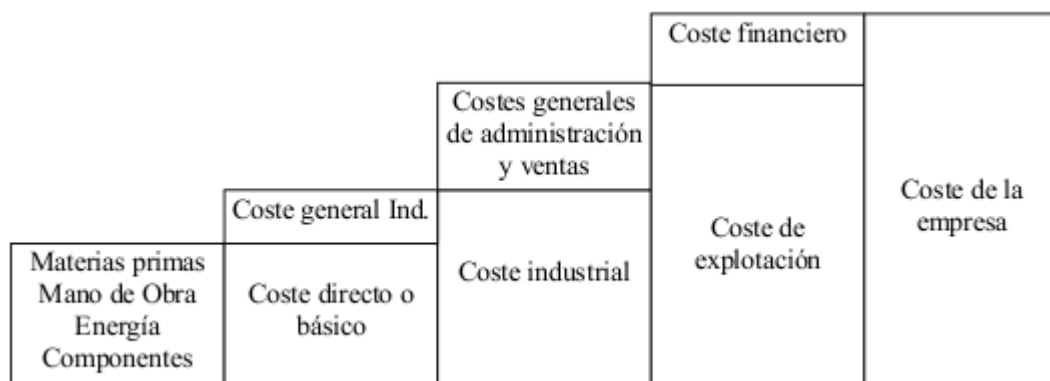 Coste financiero
Costes generales
de administración
y ventas
Coste de la
empresa
Coste general Ind.
Coste de
explotación
Coste industrial
Materias primas
Mano de Obra
Energía
Componentes
Coste directo o
básico